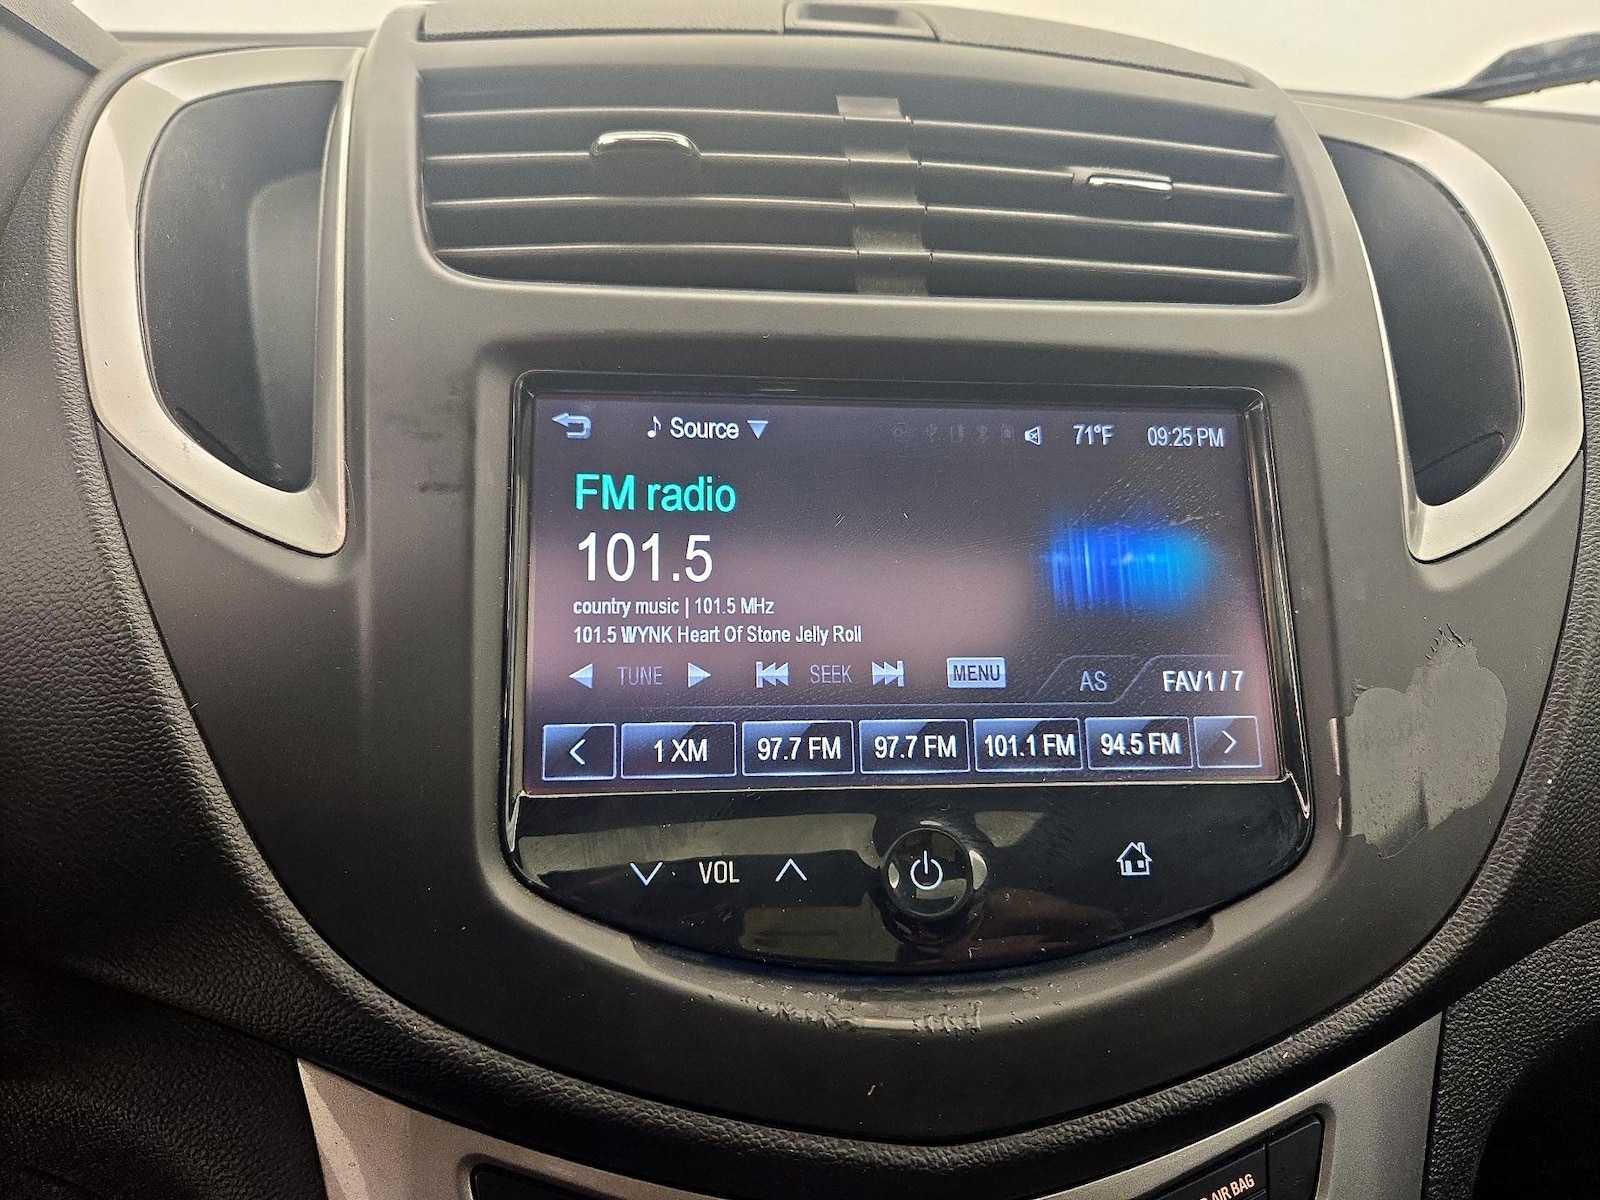 Source 71°F 09:25 PM
FM radio
101.5
country music | 101.5 MHz
101.5 WYNK Heart Of Stone Jelly Roll
TUNE SEEK MENU AS FAV1/7
1 XM 97.7 FM 97.7 FM 101.1 FM 94.5 FM
VOL
AIR BAG